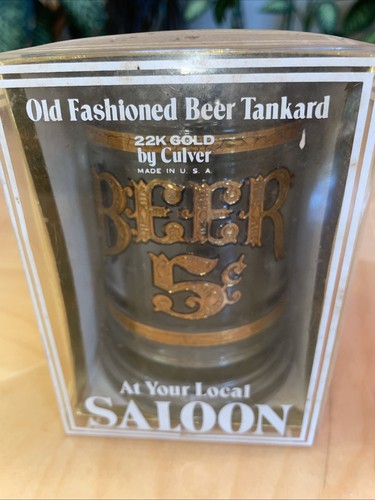 Old Fashioned Beer Tankard
22K GOLD
by Culver
MADE IN U.S.A.
BEER
5¢
At Your Local
SALOON